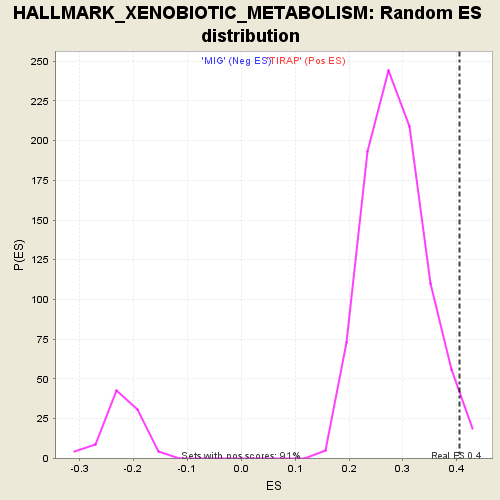 HALLMARK_XENOBIOTIC_METABOLISM: Random ES
distribution
'MIG' (Neg ES) 'TIRAP' (Pos ES)
250
225
200
175
150
125
100
75
50
25
0
P(ES)
Sets with pos scores: 91%
Real ES 0.4
-0.3 -0.2 -0.1 0.0 0.1 0.2 0.3 0.4
ES